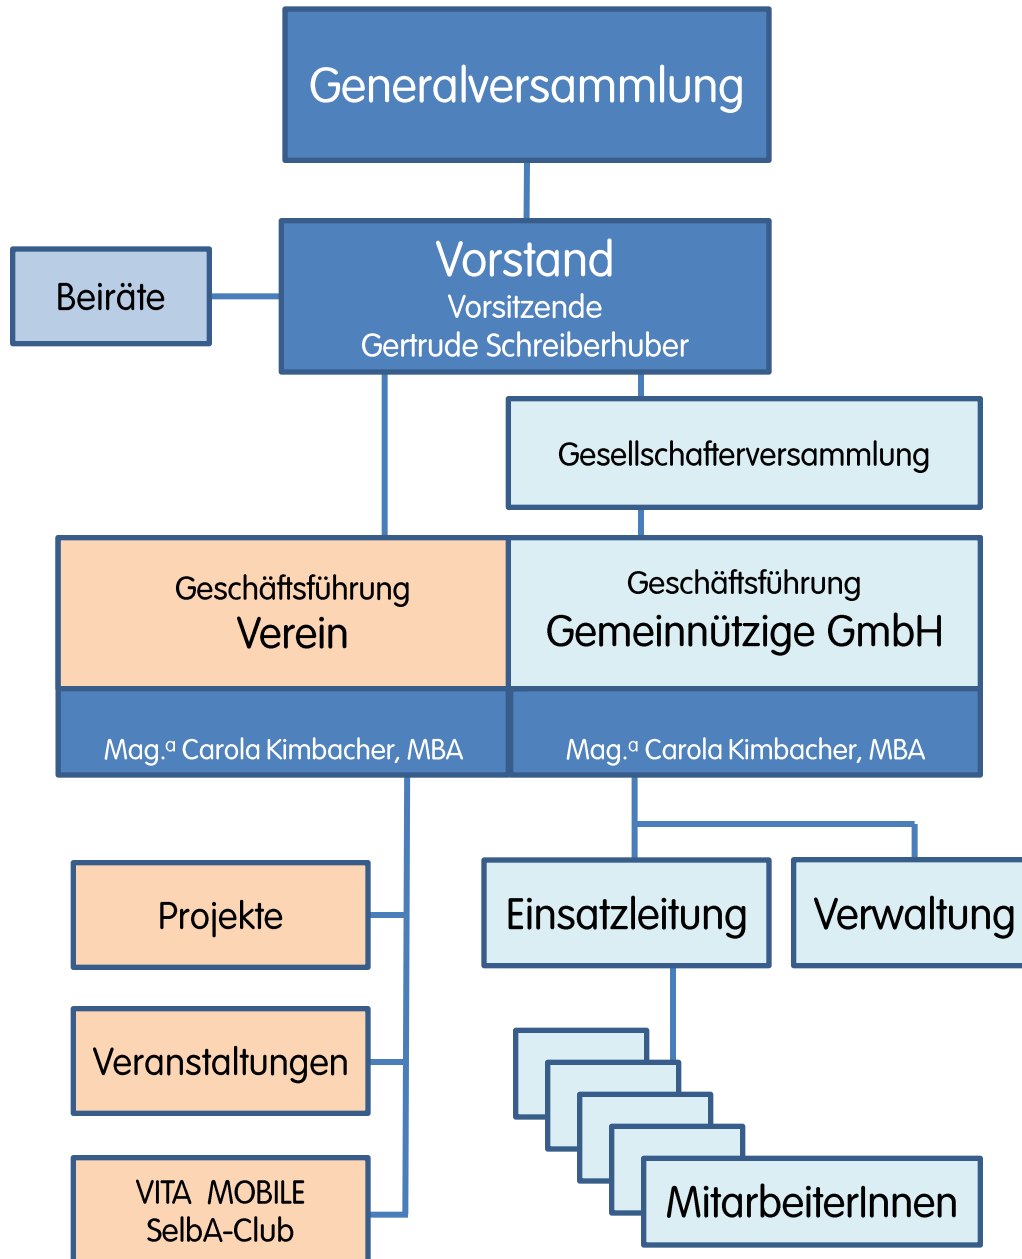 Generalversammlung
Vorstand
Vorsitzende
Gertrude Schreiberhuber
Beiräte
Gesellschafterversammlung
Geschäftsführung
Verein
Geschäftsführung
Gemeinnützige GmbH
Mag.ª Carola Kimbacher, MBA
Mag.ª Carola Kimbacher, MBA
Projekte
Einsatzleitung
Verwaltung
Veranstaltungen
VITA MOBILE
SelbA-Club
MitarbeiterInnen